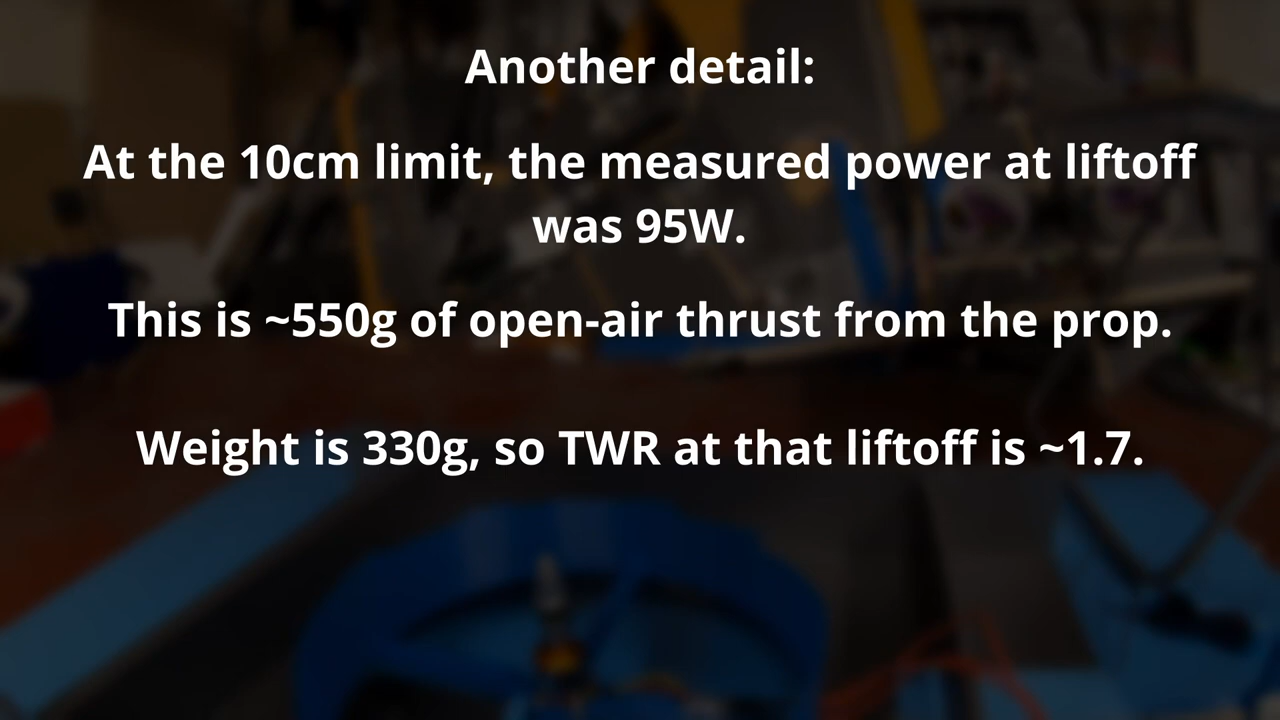 Another detail:
At the 10cm limit, the measured power at liftoff
was 95W.
This is ~550g of open-air thrust from the prop.
Weight is 330g, so TWR at that liftoff is ~1.7.